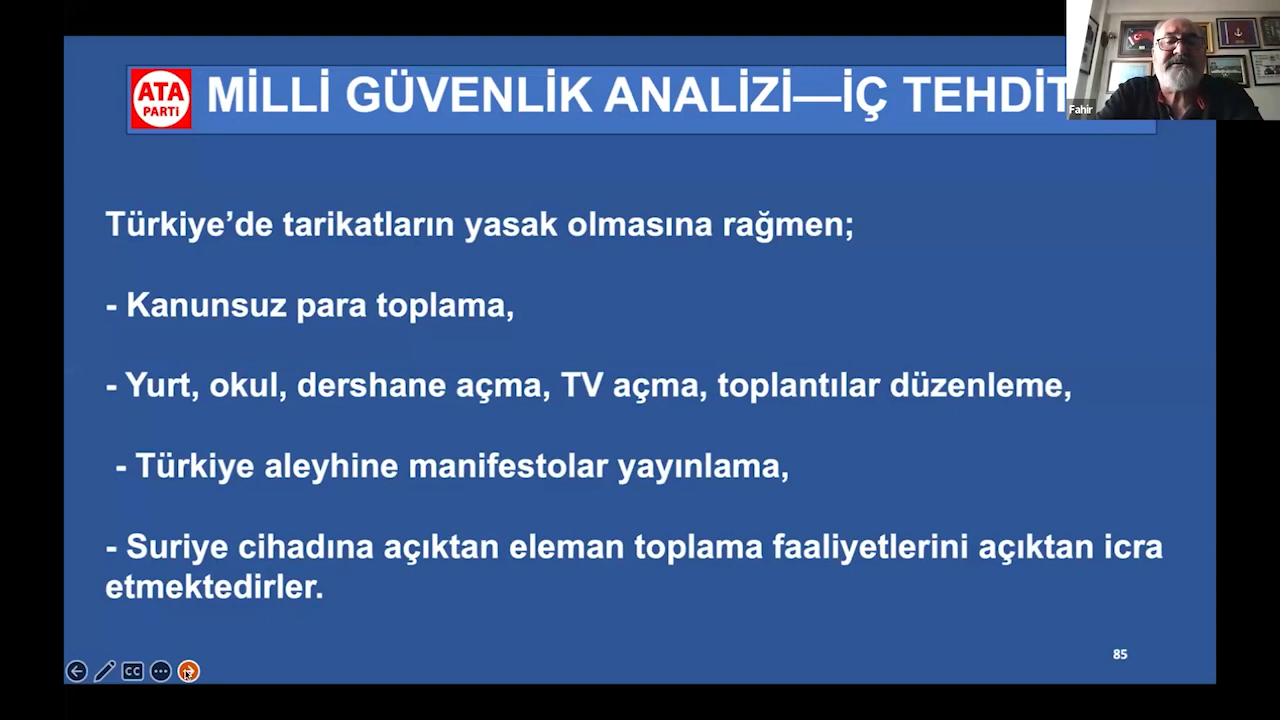 ATA
PARTİ
MİLLİ GÜVENLİK ANALİZİ—İÇ TEHDİT
Fahir
Türkiye’de tarikatların yasak olmasına rağmen;
- Kanunsuz para toplama,
- Yurt, okul, dershane açma, TV açma, toplantılar düzenleme,
- Türkiye aleyhine manifestolar yayınlama,
- Suriye cihadına açıktan eleman toplama faaliyetlerini açıktan icra
etmektedirler.
85
CC